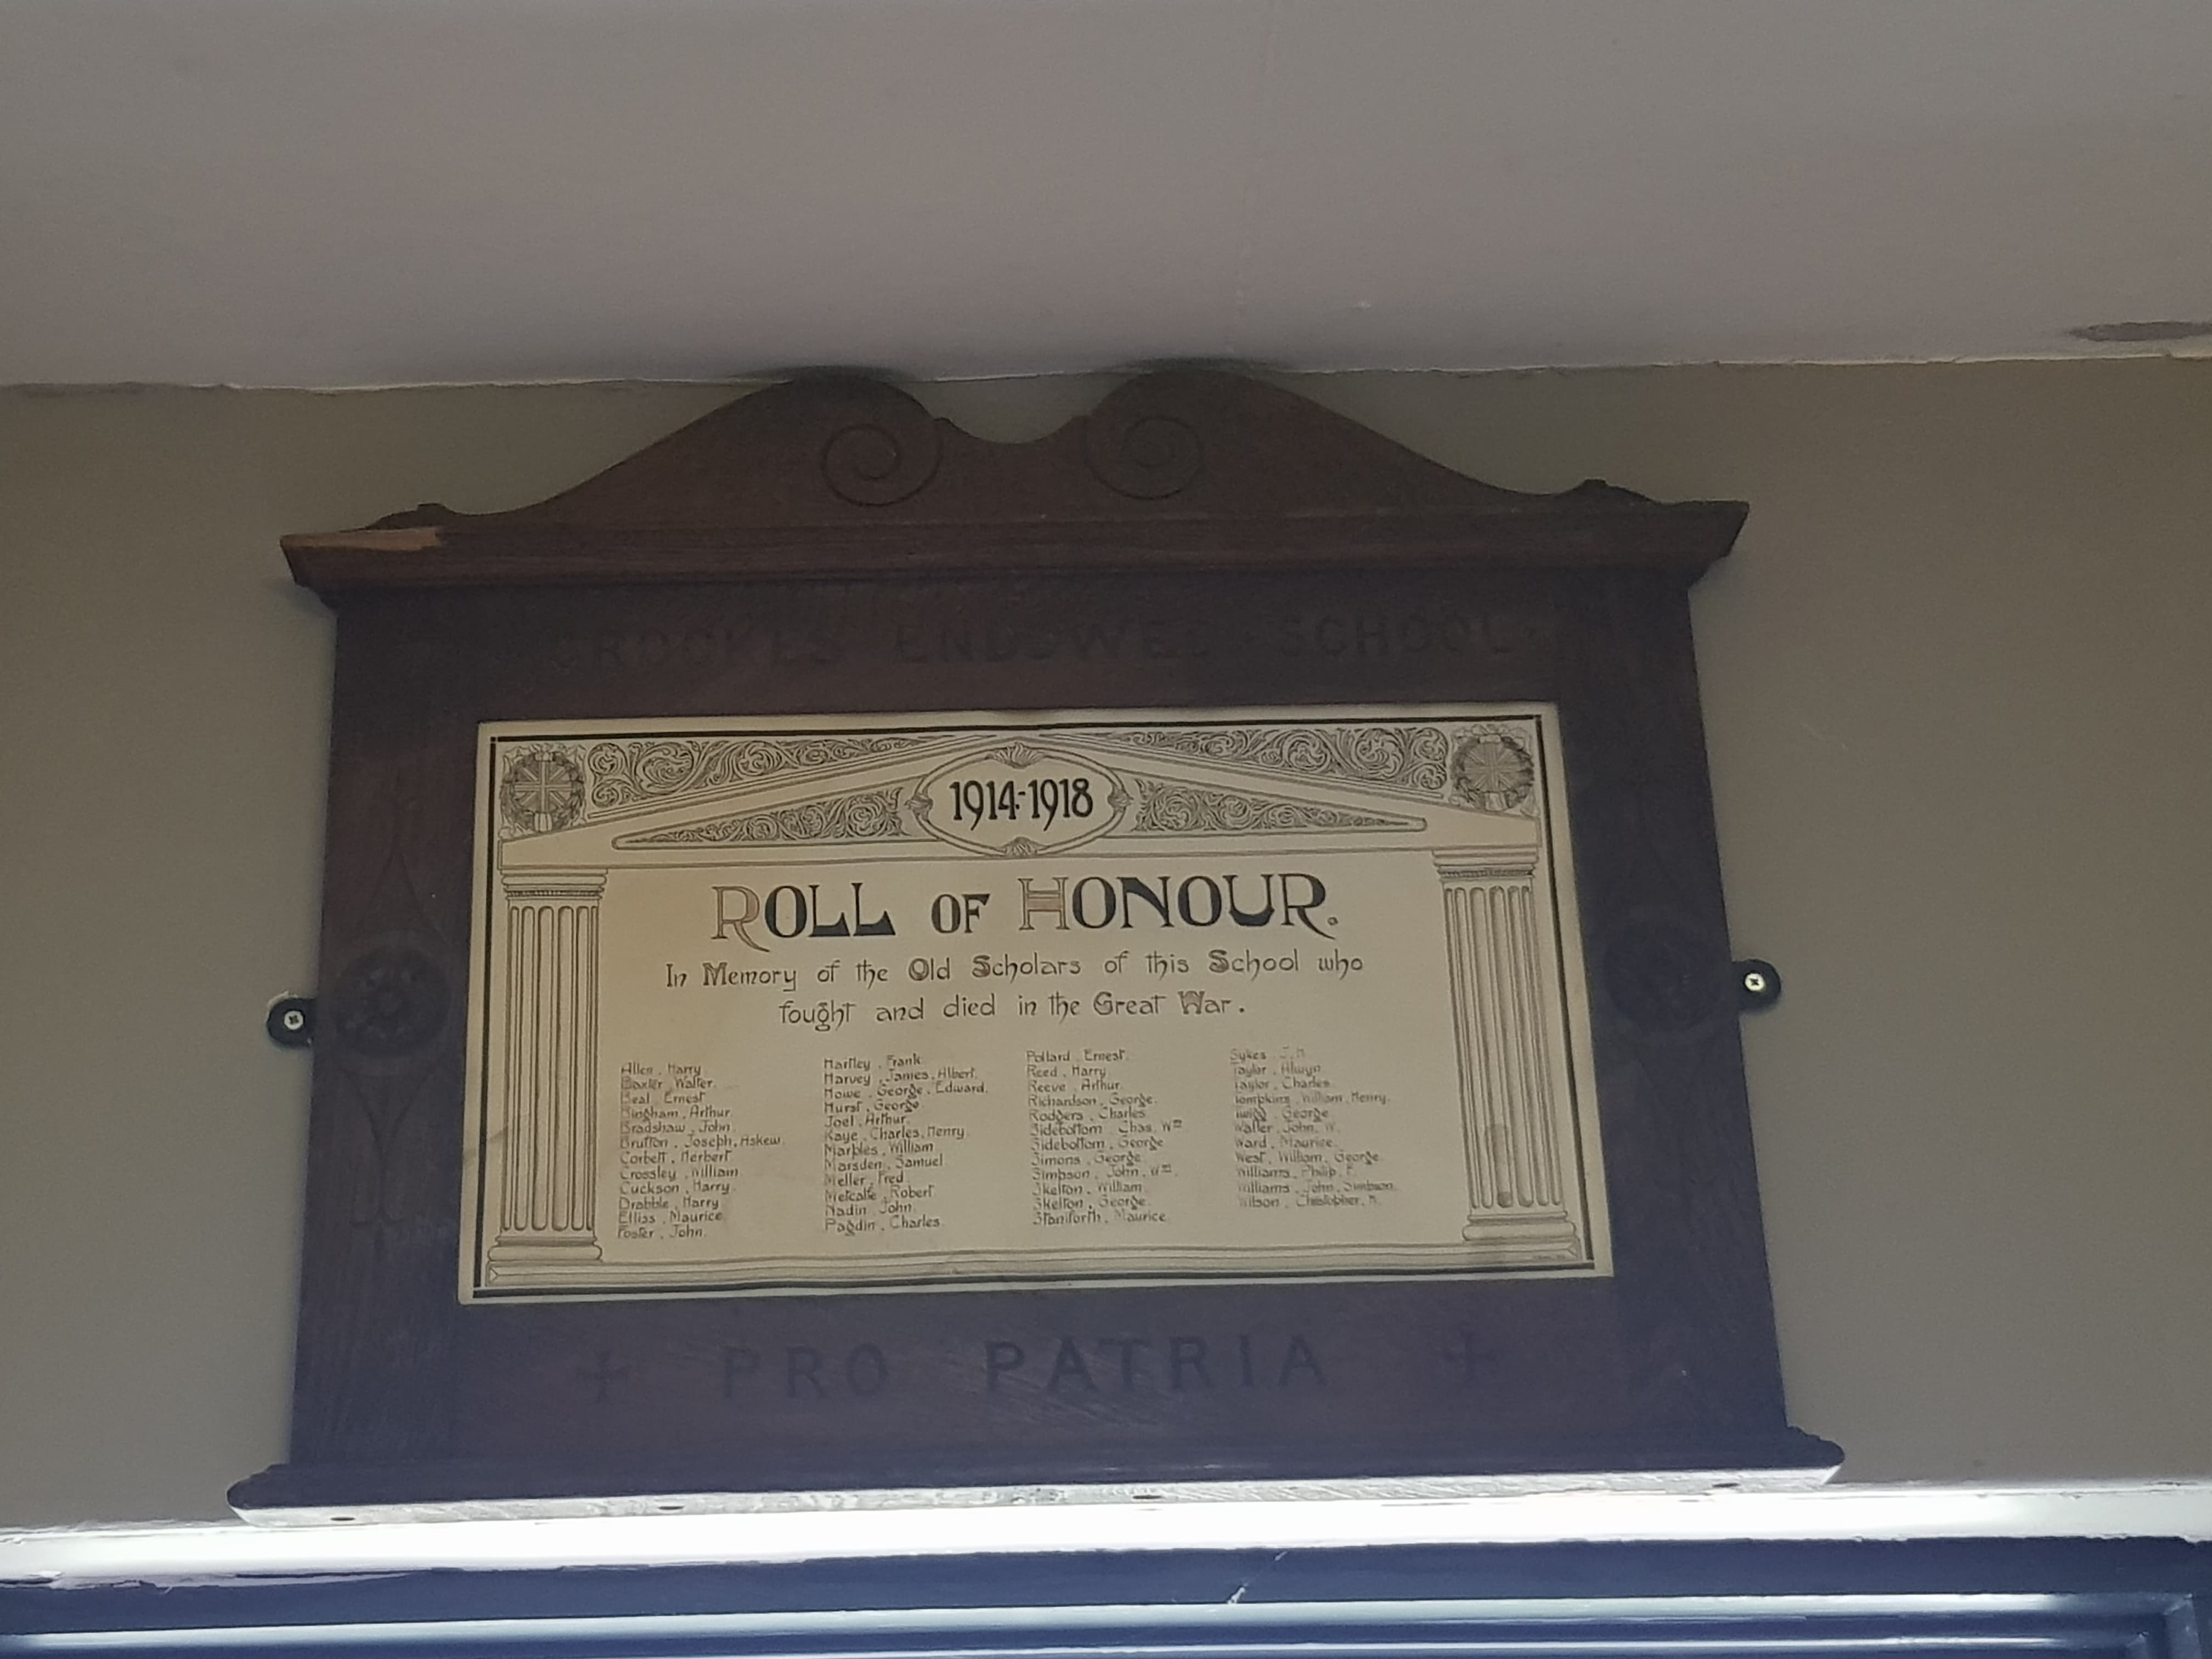 CROOKES ENDOWED SCHOOL
1914-1918
ROLL OF HONOUR.
In Memory of the Old Scholars of this School who
fought and died in the Great War.
Allen, Harry
Baxter, Walter.
Beal, Ernest
Bingham, Arthur
Bradshaw, John
Brutton, Joseph, Askew
Corbett, Herbert
Crossley, William
Cuckson, Harry
Drabble, Harry
Elliss, Maurice
Foster, John.
Hartley, Frank
Harvey, James, Albert.
Howe, George, Edward.
Hurst, George
Joel, Arthur
Kaye, Charles, Henry
Marples, William
Marsden, Samuel
Meller, Fred
Metcalfe, Robert
Nadin, John
Pagdin, Charles
Pollard, Ernest
Reed, Harry
Reeve, Arthur
Richardson, George.
Rodgers, Charles
Sidebottom, Chas. Wm
Sidebottom, George
Simons, George
Simpson, John, Wm.
Skelton, William
Skelton, George
Staniforth, Maurice
Sykes
Taylor, Alwyn
Taylor, Charles
Tompkins, William, Henry.
Twigg, George
Walter, John, W.
Ward, Maurice.
West, William, George
Williams, Philip, F.
Williams, John, Simpson
Wilson, Christopher,
PRO PATRIA